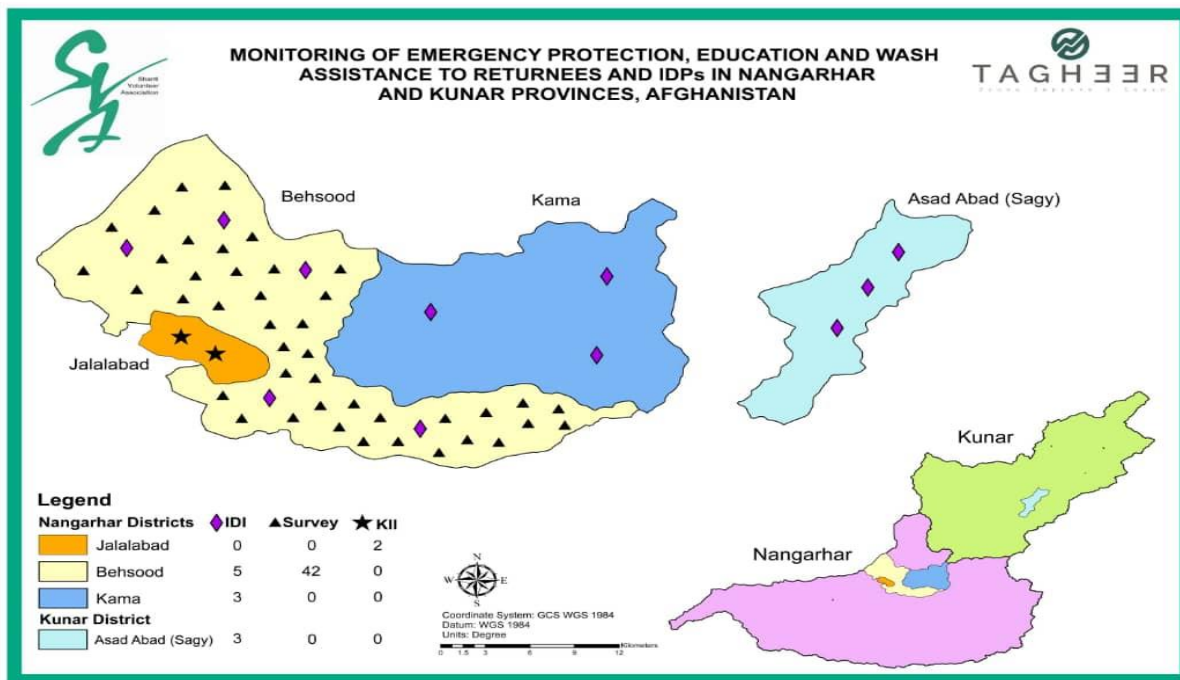 Shanti
Volunteer
Association
MONITORING OF EMERGENCY PROTECTION, EDUCATION AND WASH
ASSISTANCE TO RETURNEES AND IDPs IN NANGARHAR
AND KUNAR PROVINCES, AFGHANISTAN
TAGHEER
Behsood
Kama
Asad Abad (Sagy)
Jalalabad
Kunar
Nangarhar
Legend
Nangarhar Districts IDI Survey KII
Jalalabad 0 0 2
Behsood 5 42 0
Kama 3 0 0
Kunar District
Asad Abad (Sagy) 3 0 0
N
W E
S
Coordinate System: GCS WGS 1984
Datum: WGS 1984
Units: Degree
Kilometers
0 1.5 3 6 9 12